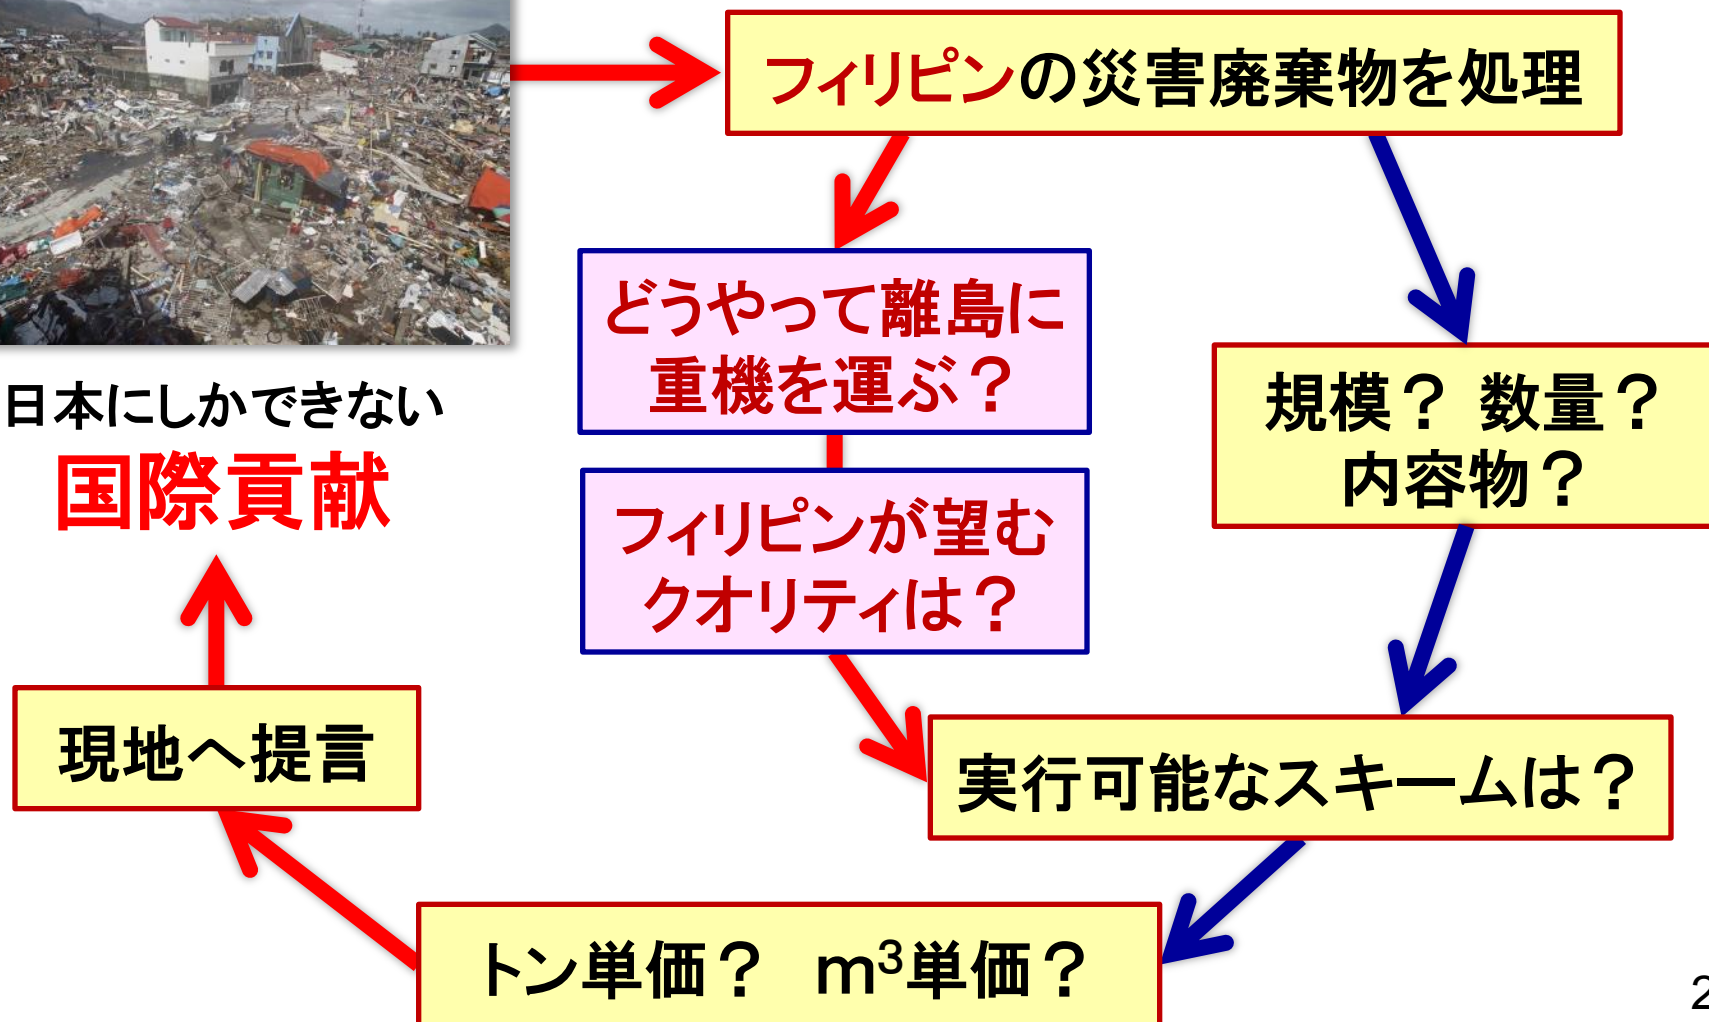 フィリピンの災害廃棄物を処理
どうやって離島に
重機を運ぶ？
規模？ 数量？
内容物？
日本にしかできない
国際貢献
フィリピンが望む
クオリティは？
現地へ提言
実行可能なスキームは？
トン単価？ m³単価？
2